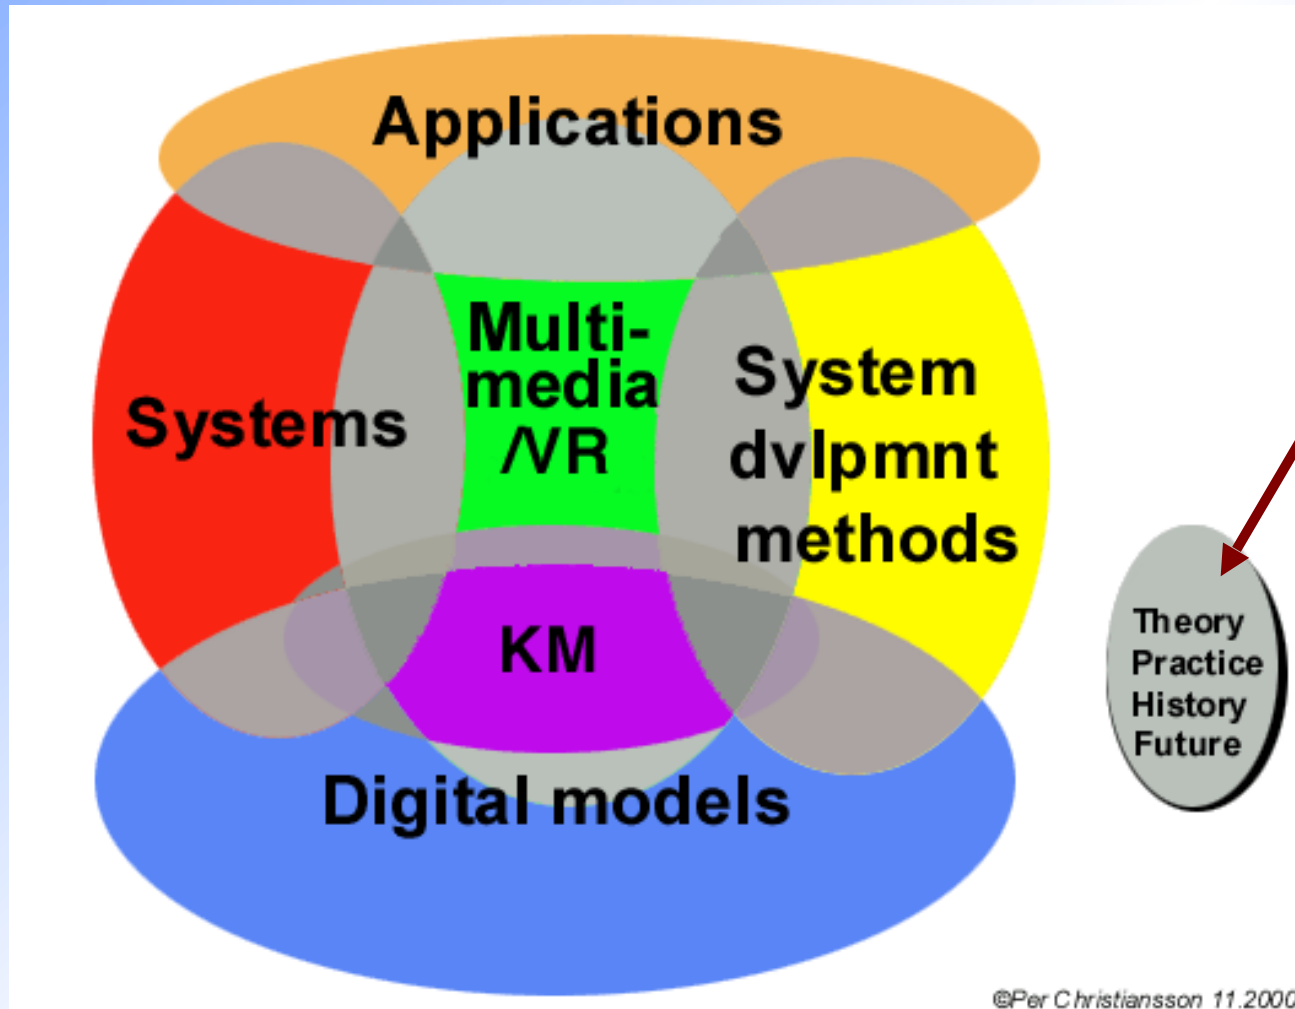 Applications
Multi-
media
/VR
Systems
System
dvlpmnt
methods
KM
Digital models
Theory
Practice
History
Future
©Per Christiansson 11.2000